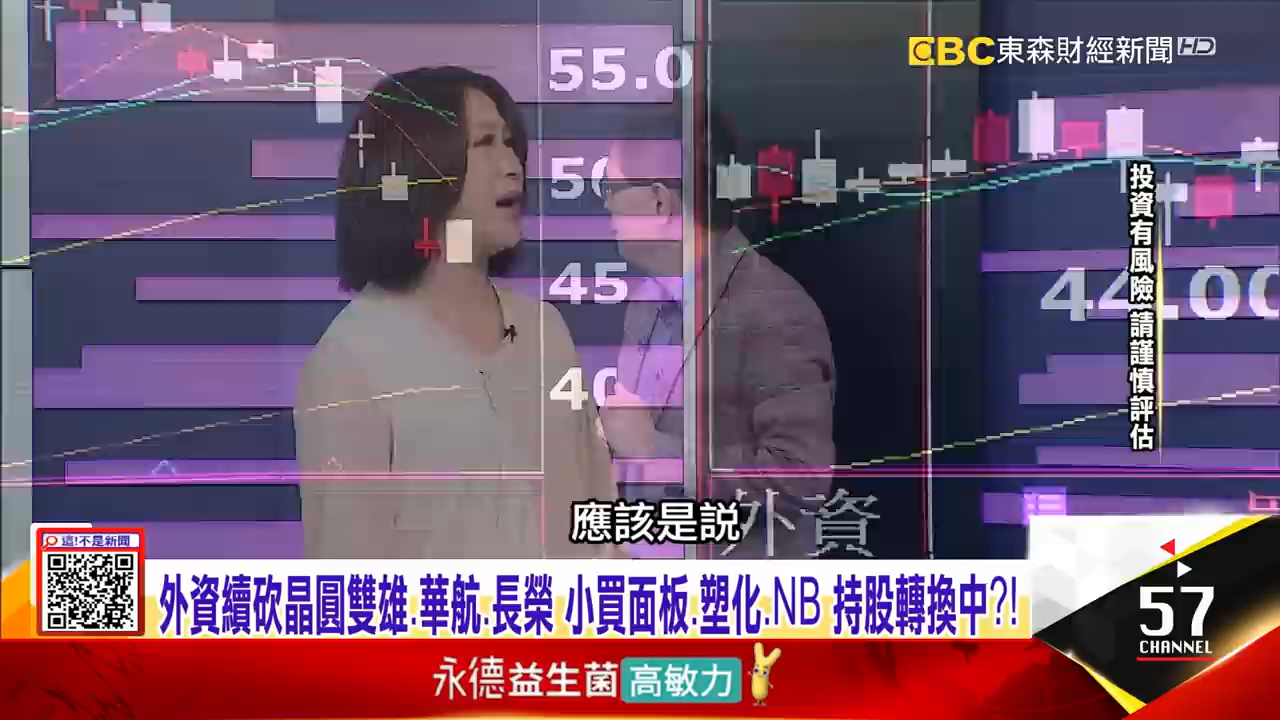 EBC東森財經新聞HD
55.0
50
45
40
44.00
投資有風險 請謹慎評估
外資
應該是說
這!不是新聞
外資續砍晶圓雙雄.華航.長榮 小買面板.塑化.NB 持股轉換中?!
57
CHANNEL
永德益生菌 高敏力